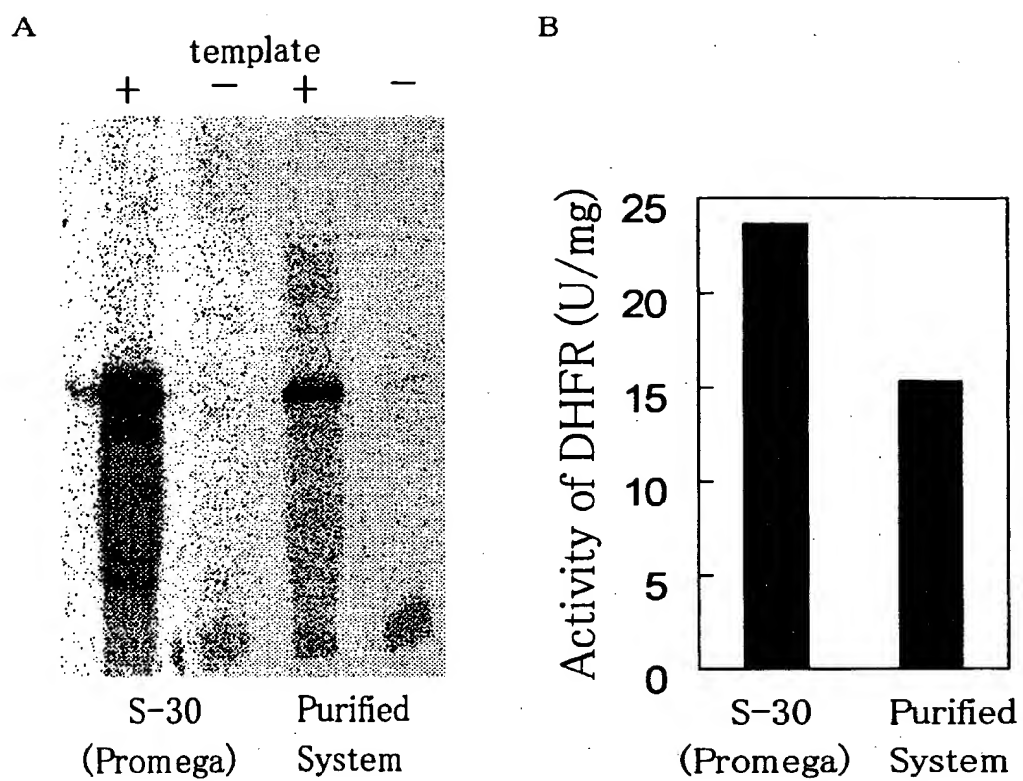 A
template
+ − + −
S-30
(Promega)
Purified
System
B
Activity of DHFR (U/mg)
25
20
15
10
5
0
S-30
(Promega)
Purified
System